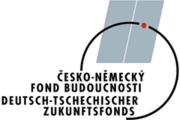 ČESKO-NĚMECKÝ
FOND BUDOUCNOSTI
DEUTSCH-TSCHECHISCHER
ZUKUNFTSFONDS